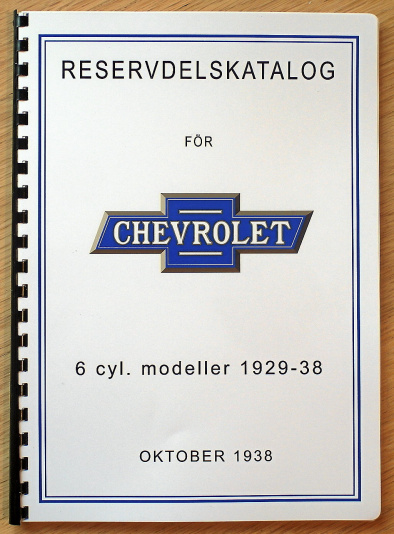 RESERVDELSKATALOG
FÖR
CHEVROLET
6 cyl. modeller 1929-38
OKTOBER 1938